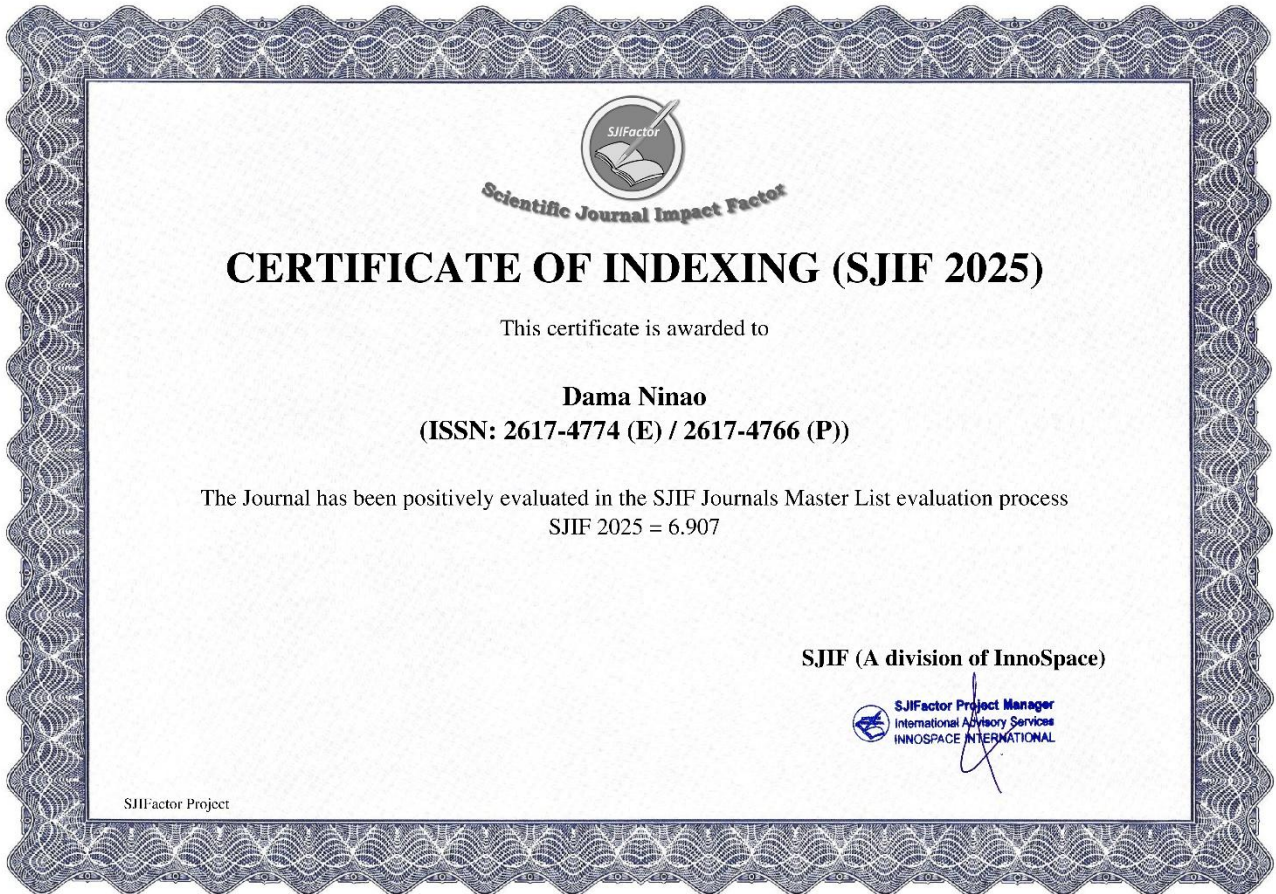 SJIFactor
Scientific Journal Impact Factor
CERTIFICATE OF INDEXING (SJIF 2025)
This certificate is awarded to
Dama Ninao
(ISSN: 2617-4774 (E) / 2617-4766 (P))
The Journal has been positively evaluated in the SJIF Journals Master List evaluation process
SJIF 2025 = 6.907
SJIF (A division of InnoSpace)
SJIFactor Project Manager
International Advisory Services
INNOSPACE INTERNATIONAL
SJIFactor Project